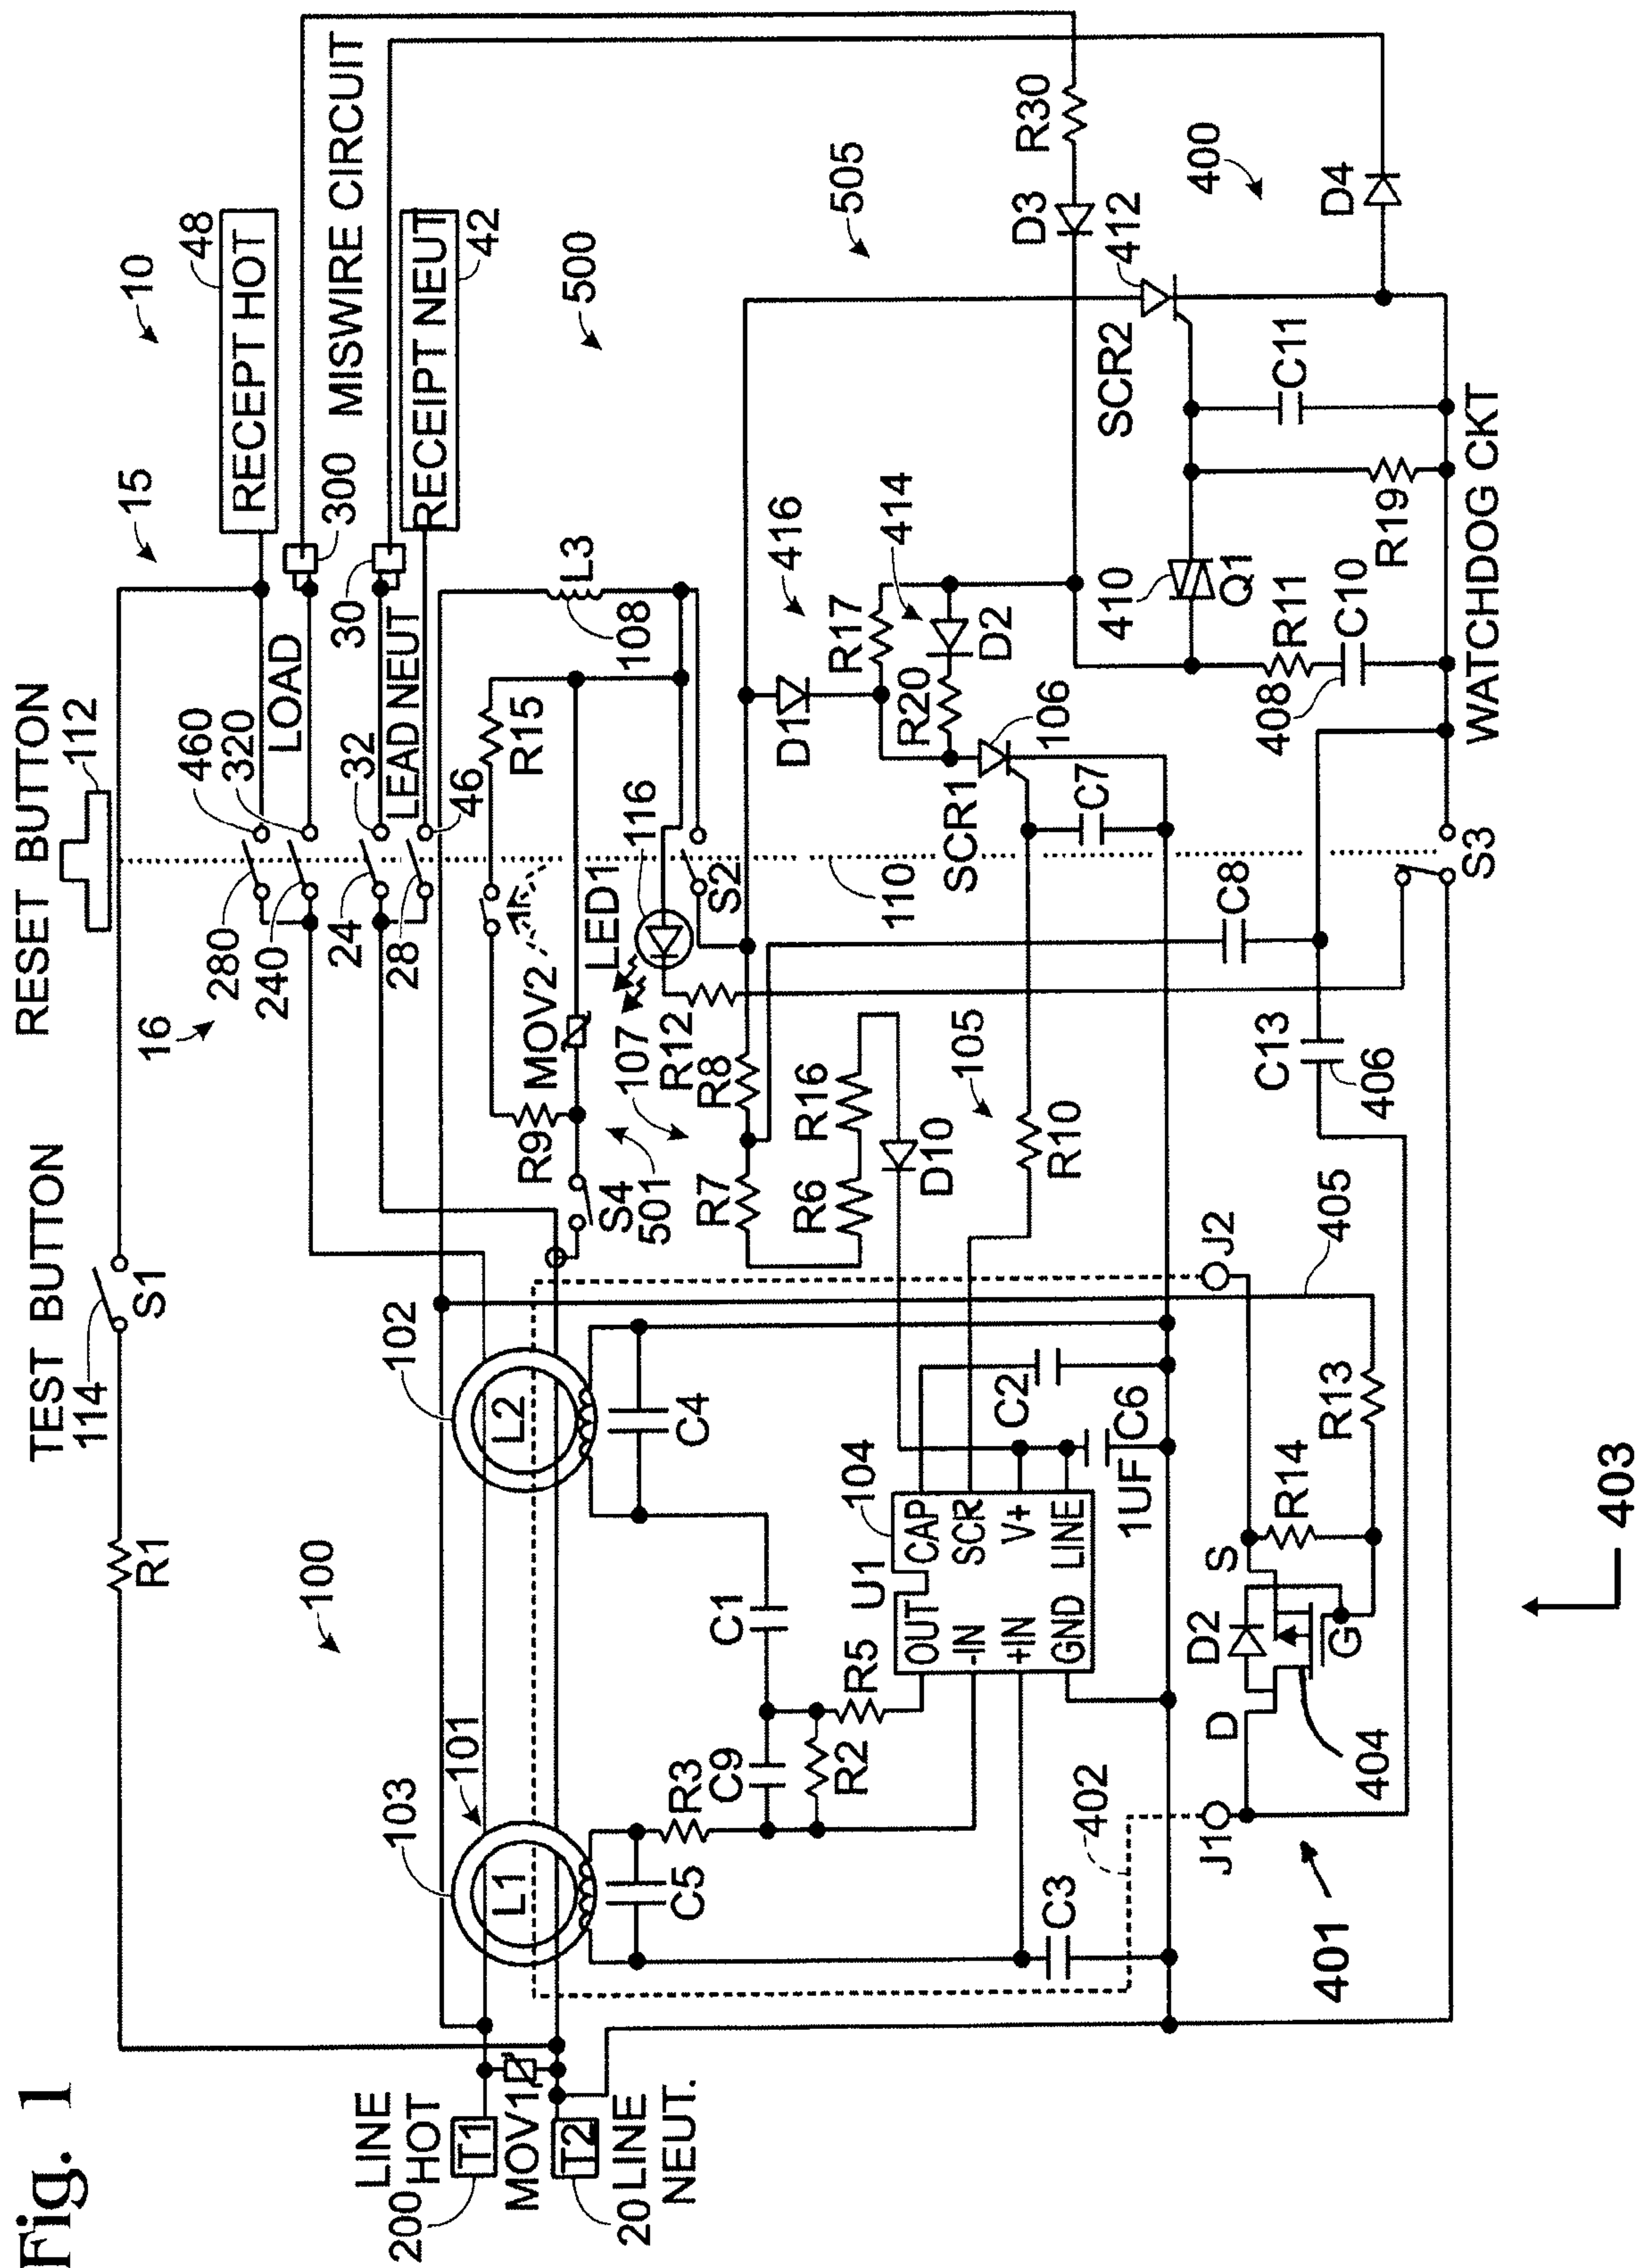 Fig. 1
TEST BUTTON
114
S1
R1
RESET BUTTON
112
10
15
16
48
RECEPT HOT
460
320
280
240
LOAD
300
MISWIRE CIRCUIT
30
32
LEAD NEUT
24
28
46
RECEIPT NEUT
42
100
101
102
103
L1
L2
LINE
HOT
200
T1
MOV1
T2
20
LINE
NEUT.
C5
C4
R3
C9
C1
R2
R5
U1
104
OUT
-IN
+IN
GND
CAP
SCR
V+
LINE
C2
C6
1UF
C3
402
J1
J2
401
403
404
405
D
S
G
D2
R14
R13
R15
R9
MOV2
S4
501
107
LED1
116
R12
S2
L3
108
500
505
R8
R7
R6
R16
D10
105
R10
110
C8
C13
406
S3
416
414
D1
R17
R20
D2
SCR1
106
C7
410
Q1
R11
C10
408
R19
C11
SCR2
412
D3
R30
400
D4
WATCHDOG CKT